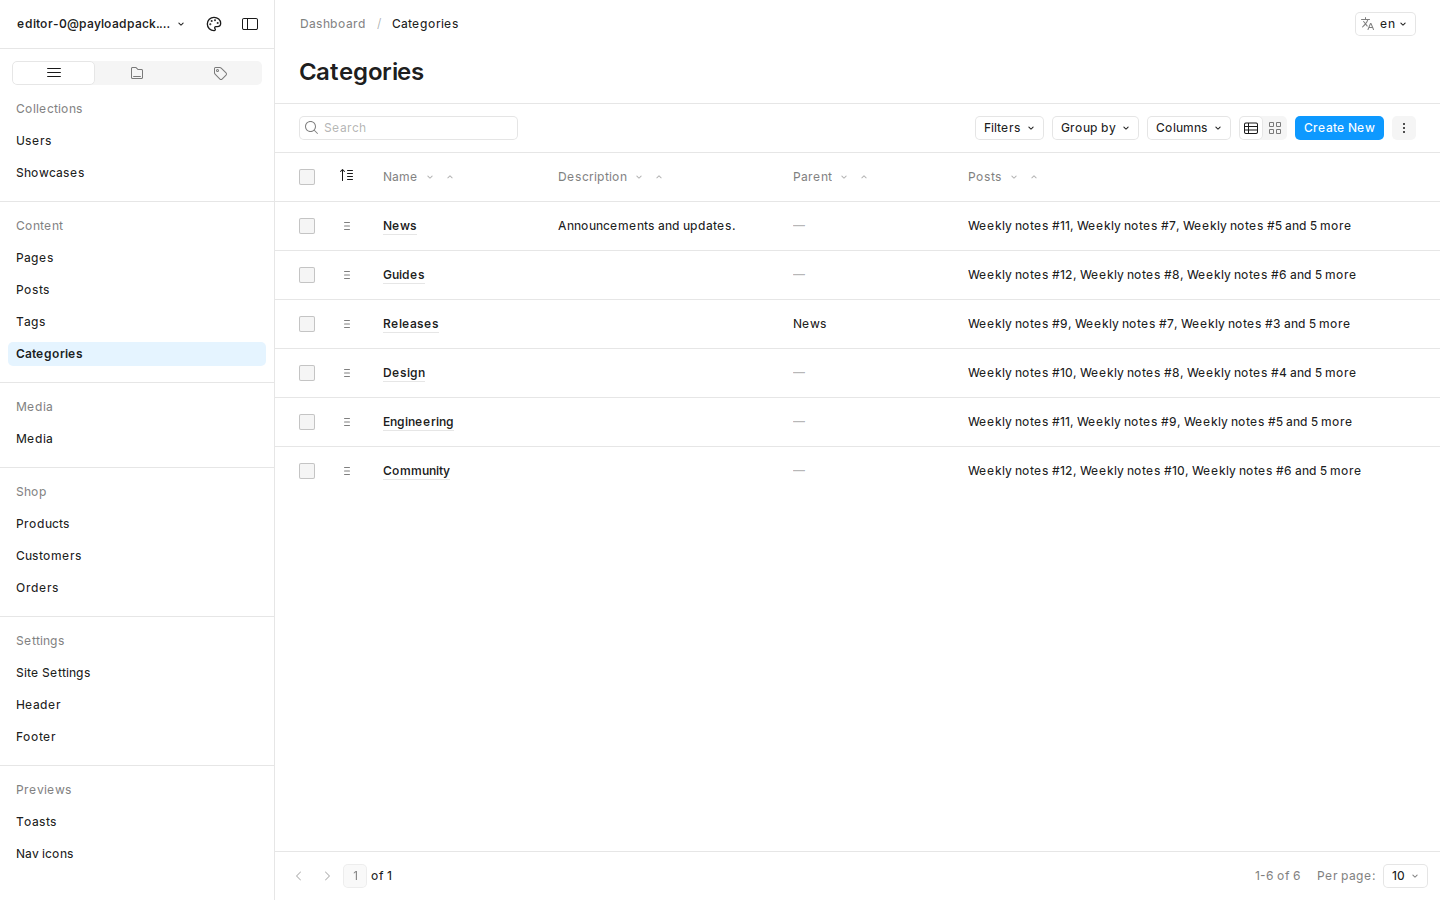 editor-0@payloadpack....
Dashboard / Categories
en
Categories
Collections
Users
Showcases
Content
Pages
Posts
Tags
Categories
Media
Media
Shop
Products
Customers
Orders
Settings
Site Settings
Header
Footer
Previews
Toasts
Nav icons
Search
Filters
Group by
Columns
Create New
Name Description Parent Posts
News Announcements and updates. — Weekly notes #11, Weekly notes #7, Weekly notes #5 and 5 more
Guides — Weekly notes #12, Weekly notes #8, Weekly notes #6 and 5 more
Releases News Weekly notes #9, Weekly notes #7, Weekly notes #3 and 5 more
Design — Weekly notes #10, Weekly notes #8, Weekly notes #4 and 5 more
Engineering — Weekly notes #11, Weekly notes #9, Weekly notes #5 and 5 more
Community — Weekly notes #12, Weekly notes #10, Weekly notes #6 and 5 more
1 of 1
1-6 of 6
Per page: 10